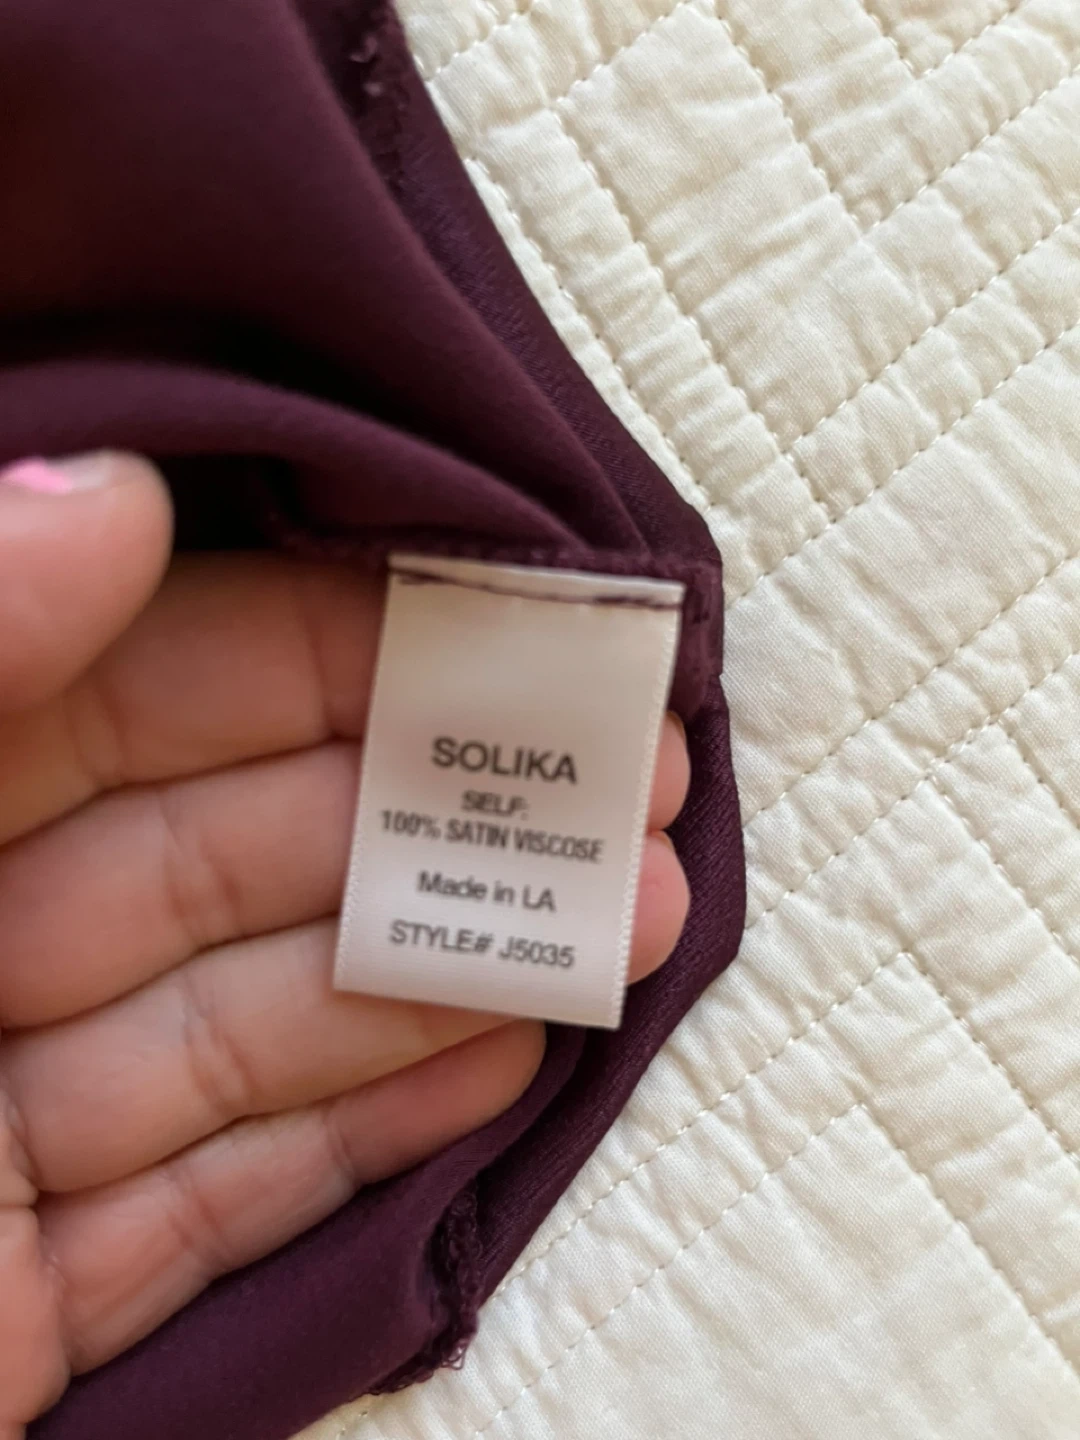 SOLIKA
SELF:
100% SATIN VISCOSE
Made in LA
STYLE# J5035